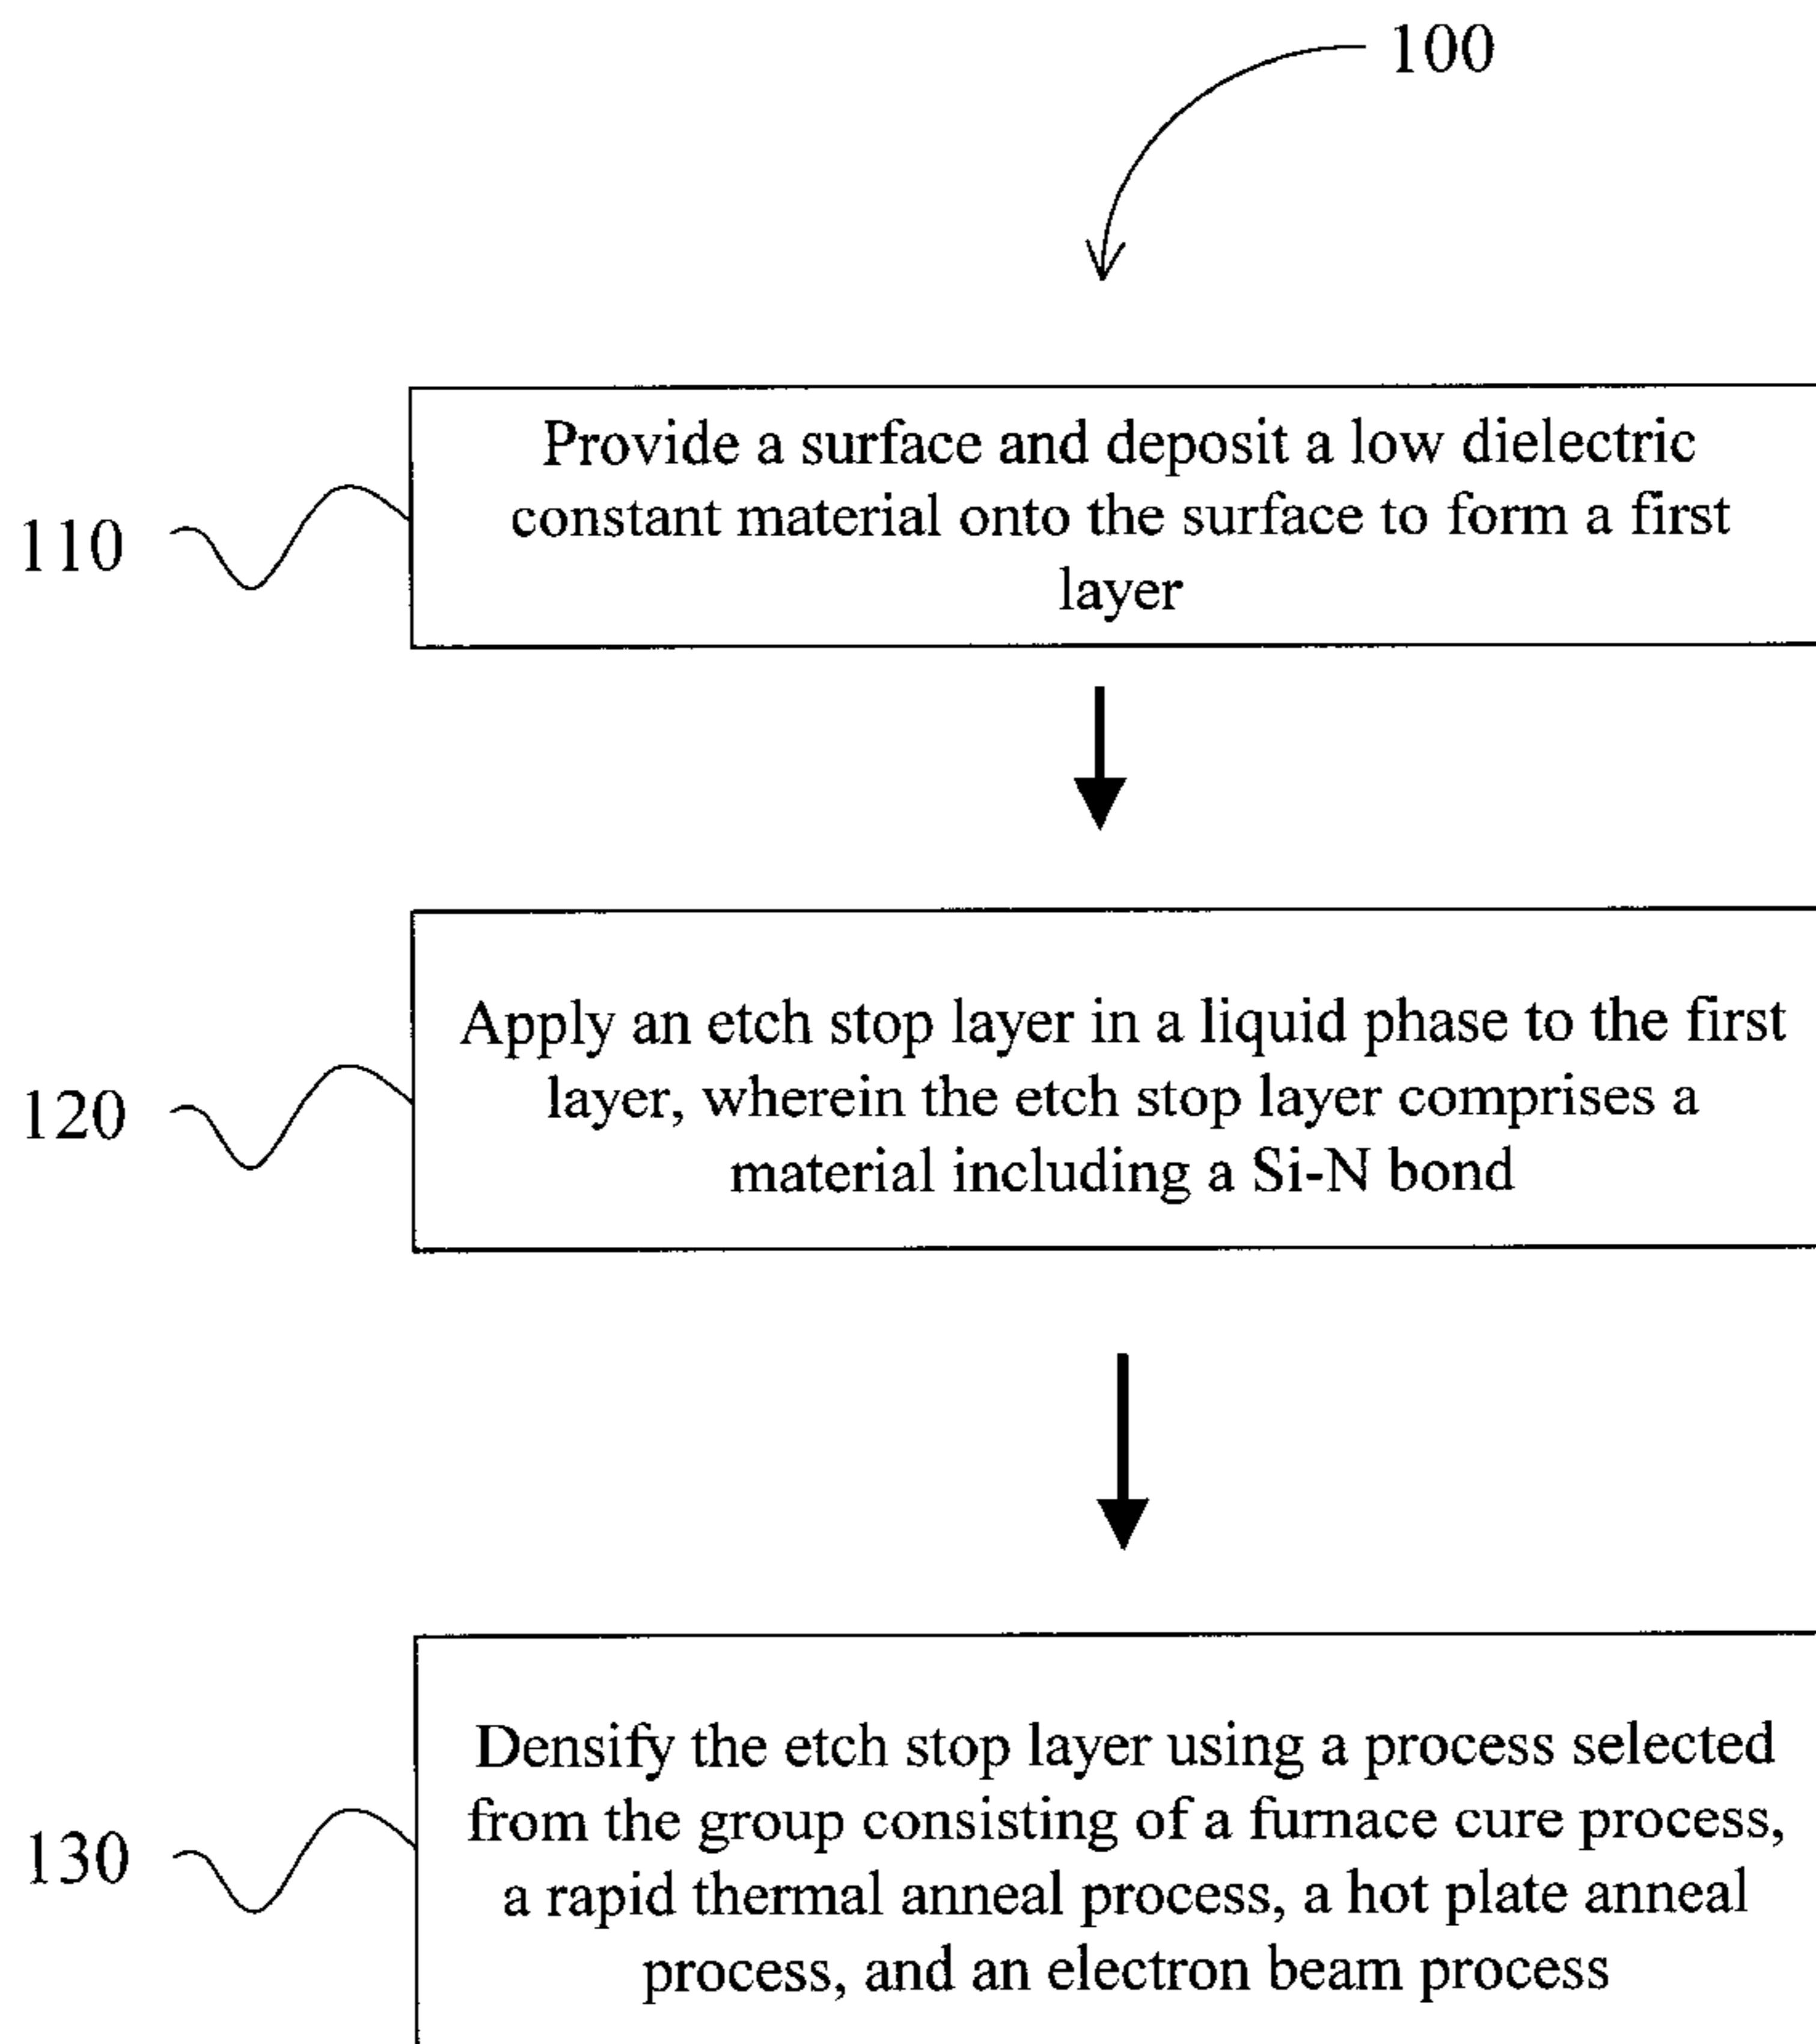 100
110
Provide a surface and deposit a low dielectric
constant material onto the surface to form a first
layer
120
Apply an etch stop layer in a liquid phase to the first
layer, wherein the etch stop layer comprises a
material including a Si-N bond
130
Densify the etch stop layer using a process selected
from the group consisting of a furnace cure process,
a rapid thermal anneal process, a hot plate anneal
process, and an electron beam process